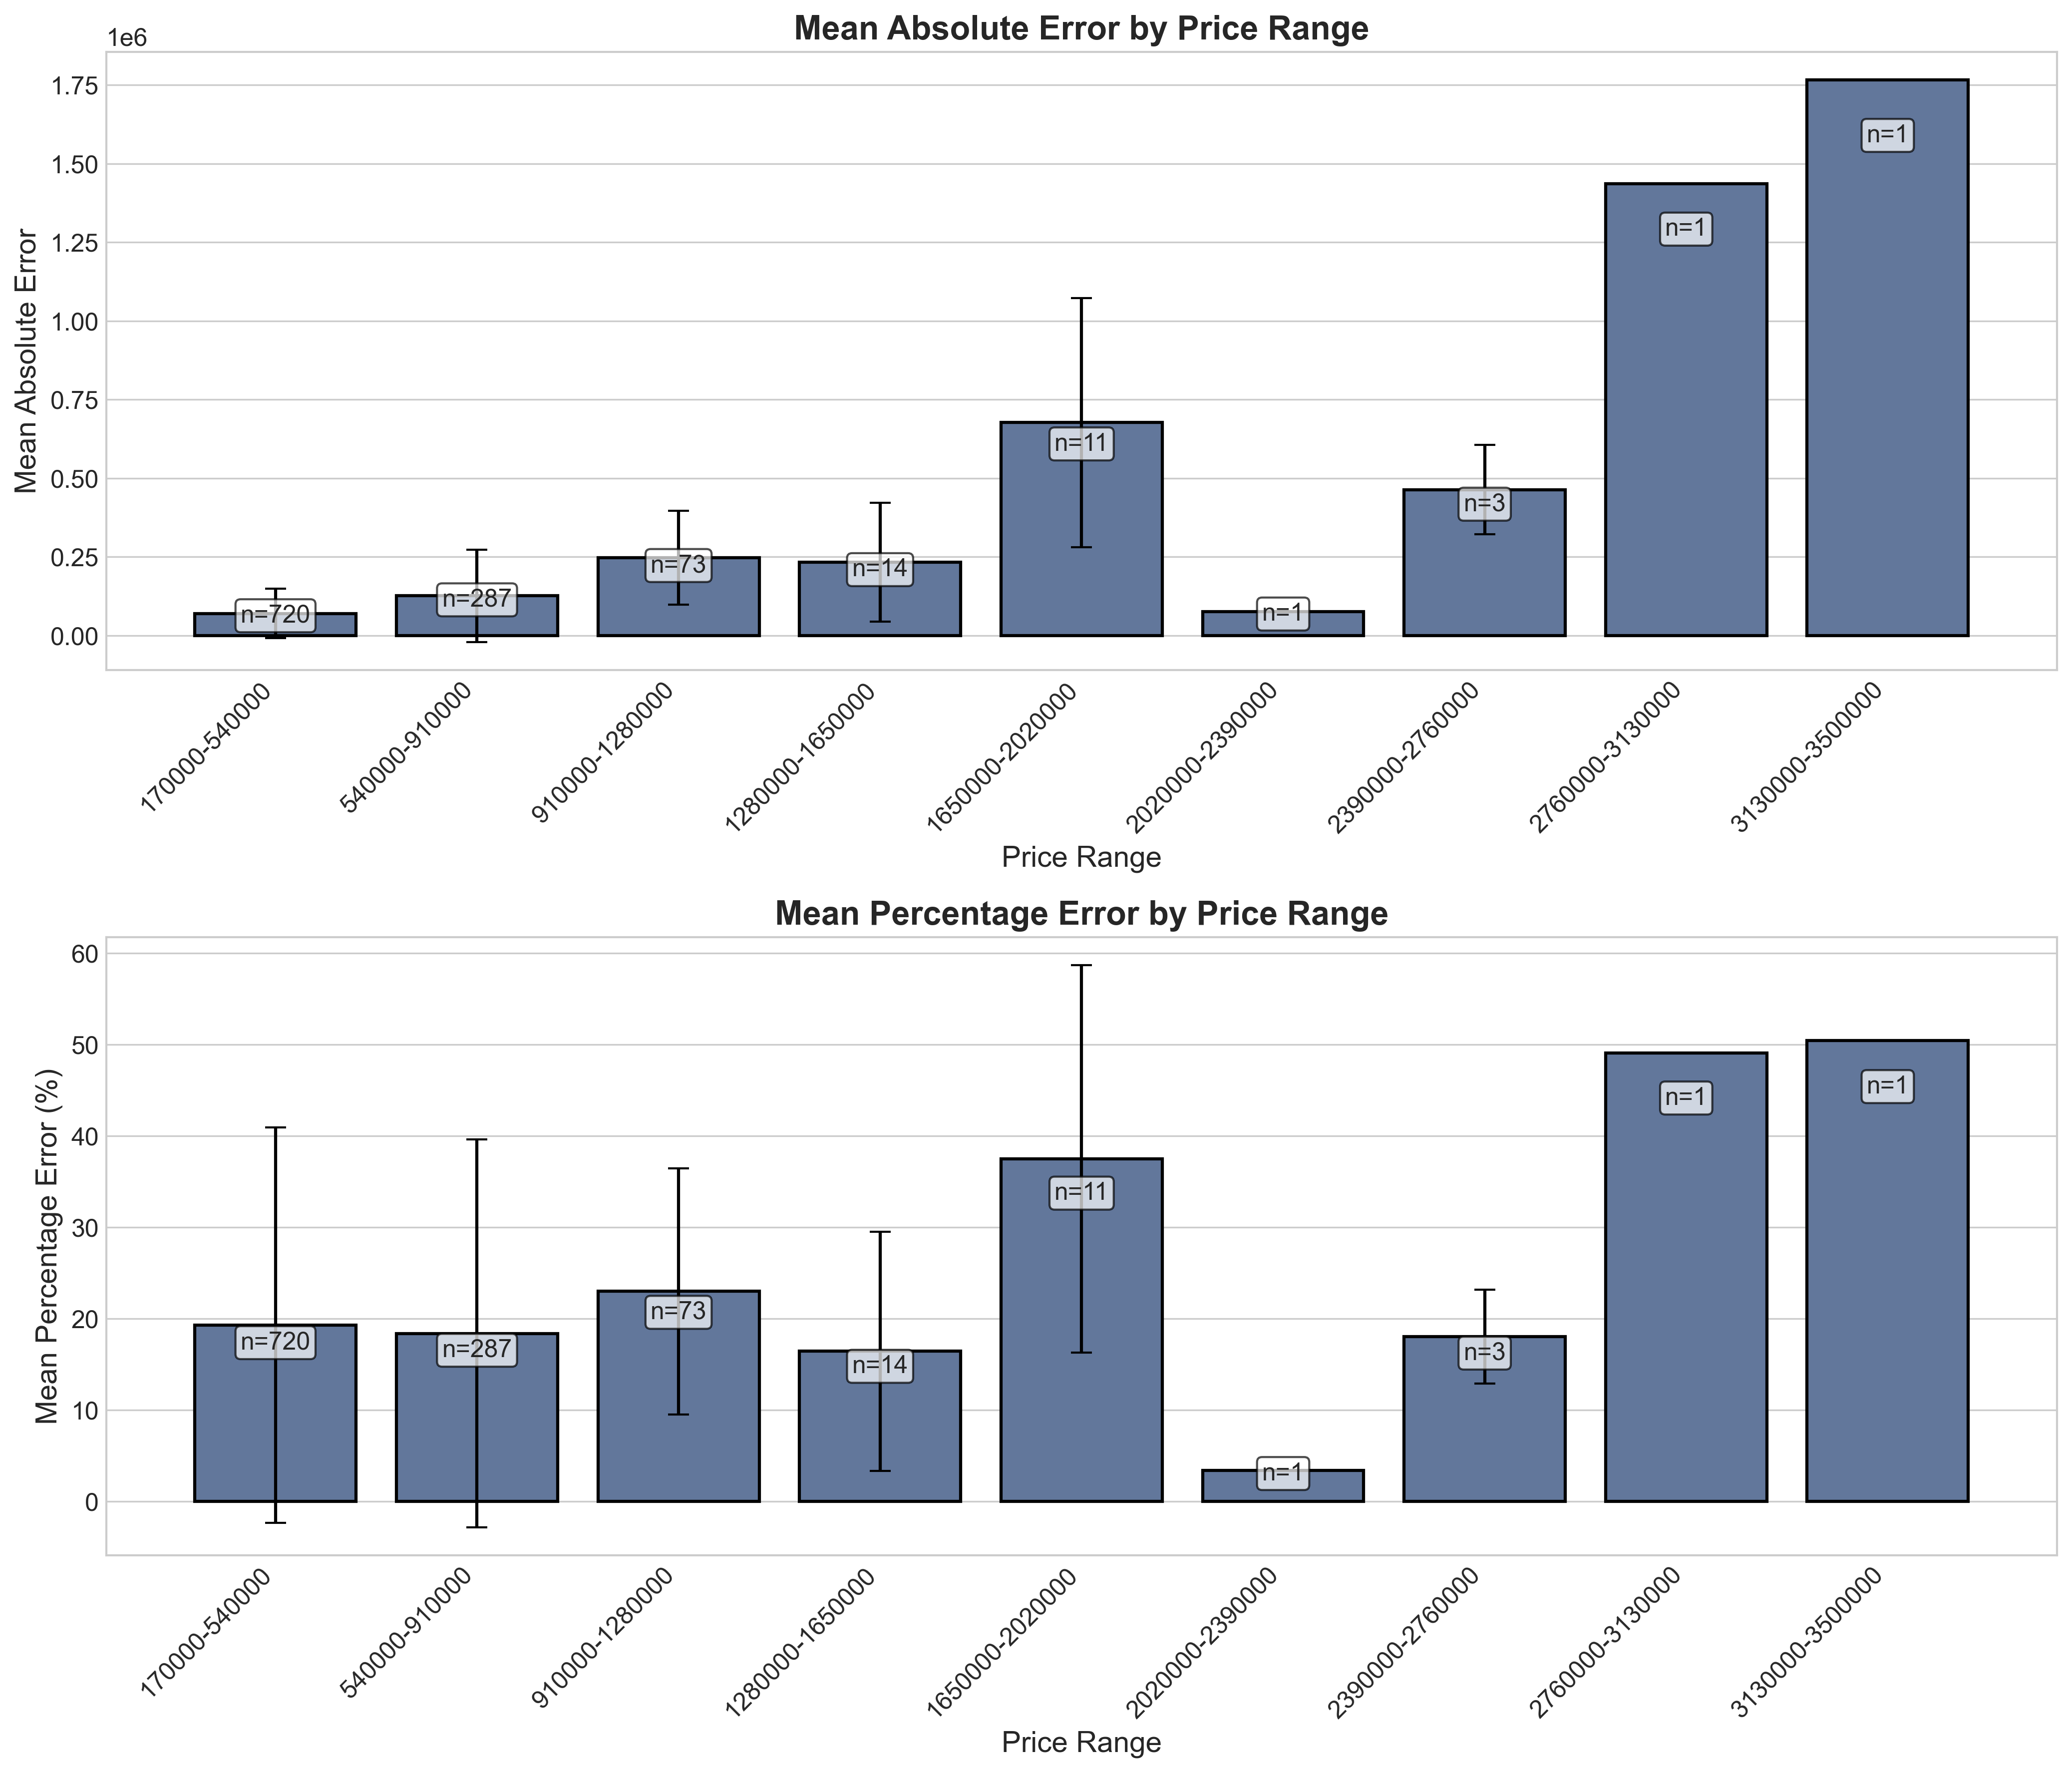 Mean Absolute Error by Price Range
1e6
1.75
1.50
1.25
1.00
0.75
0.50
0.25
0.00
Mean Absolute Error
n=720
n=287
n=73
n=14
n=11
n=1
n=3
n=1
n=1
170000-540000
540000-910000
910000-1280000
1280000-1650000
1650000-2020000
2020000-2390000
2390000-2760000
2760000-3130000
3130000-3500000
Price Range
Mean Percentage Error by Price Range
60
50
40
30
20
10
0
Mean Percentage Error (%)
n=720
n=287
n=73
n=14
n=11
n=1
n=3
n=1
n=1
170000-540000
540000-910000
910000-1280000
1280000-1650000
1650000-2020000
2020000-2390000
2390000-2760000
2760000-3130000
3130000-3500000
Price Range